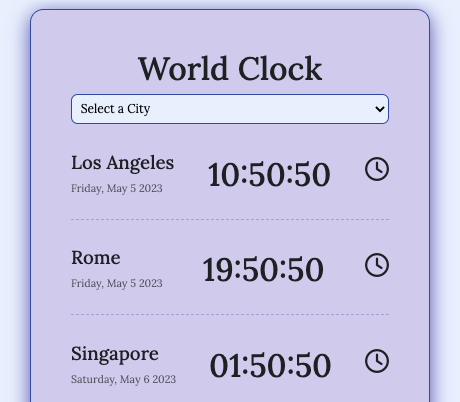 World Clock
Select a City
Los Angeles
Friday, May 5 2023
10:50:50
Rome
Friday, May 5 2023
19:50:50
Singapore
Saturday, May 6 2023
01:50:50